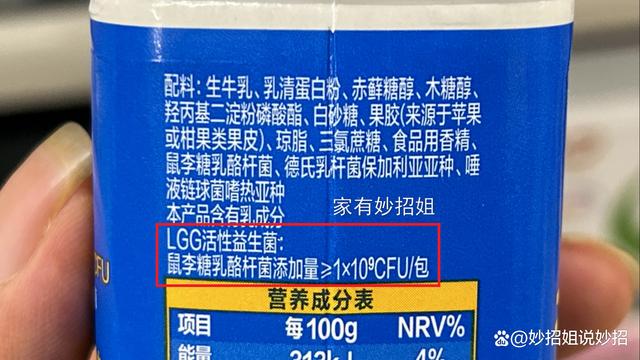 配料:生牛乳、乳清蛋白粉、赤藓糖醇、木糖醇、
羟丙基二淀粉磷酸酯、白砂糖、果胶(来源于苹果
或柑果类果皮)、琼脂、三氯蔗糖、食品用香精、
鼠李糖乳酪杆菌、德氏乳杆菌保加利亚亚种、唾
液链球菌嗜热亚种
本产品含有乳成分
家有妙招姐
LGG活性益生菌:
鼠李糖乳酪杆菌添加量≥1×10⁹CFU/包
CFU
营养成分表
项目 每100g NRV%
能量 313kJ 4%
@妙招姐说妙招